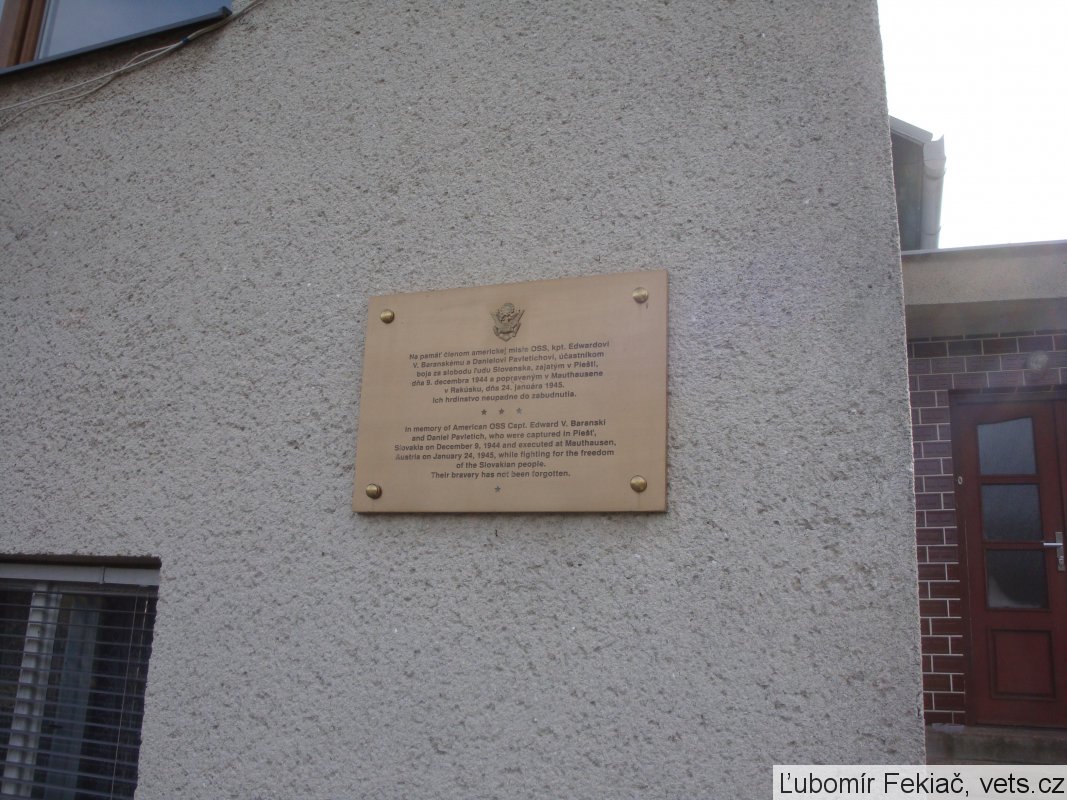 Na pamäť členom americkej misie OSS, kpt. Edwardovi
V. Baranskému a Danielovi Pavletichovi, účastníkom
boja za slobodu ľudu Slovenska, zajatým v Piešti
dňa 9. decembra 1944 a popraveným v Mauthausene
v Rakúsku, dňa 24. januára 1945.
Ich hrdinstvo neupadne do zabudnutia.
In memory of American OSS Capt. Edward V. Baranski
and Daniel Pavletich, who were captured in Piešť,
Slovakia on December 9, 1944 and executed at Mauthausen,
Austria on January 24, 1945, while fighting for the freedom
of the Slovakian people.
Their bravery has not been forgotten.
Ľubomír Fekiač, vets.cz